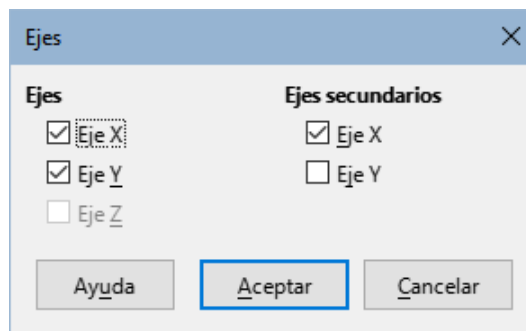 Ejes
Ejes
Ejes secundarios
Eje X
Eje X
Eje Y
Eje Y
Eje Z
Ayuda
Aceptar
Cancelar